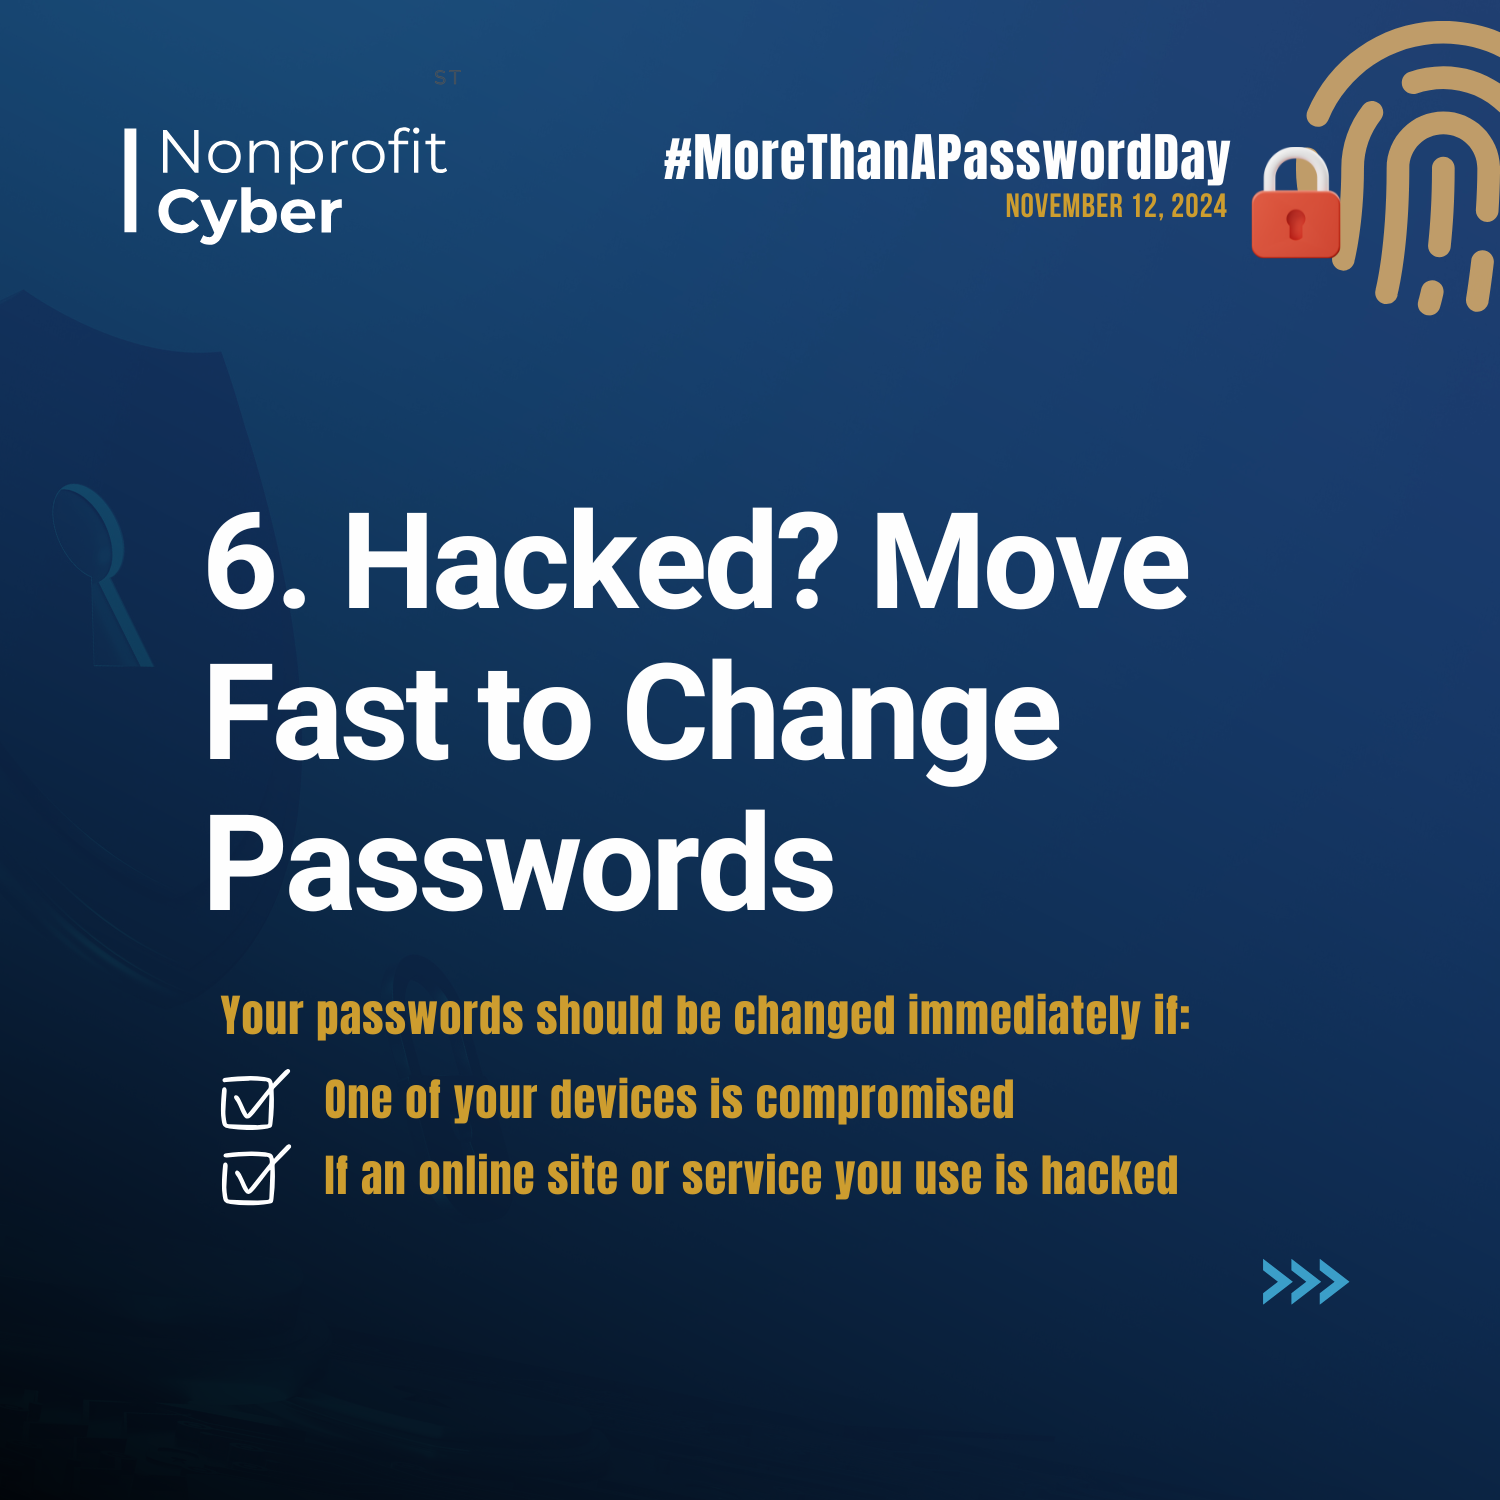 ST
Nonprofit
Cyber
#MoreThanAPasswordDay
NOVEMBER 12, 2024
6. Hacked? Move
Fast to Change
Passwords
Your passwords should be changed immediately if:
One of your devices is compromised
If an online site or service you use is hacked